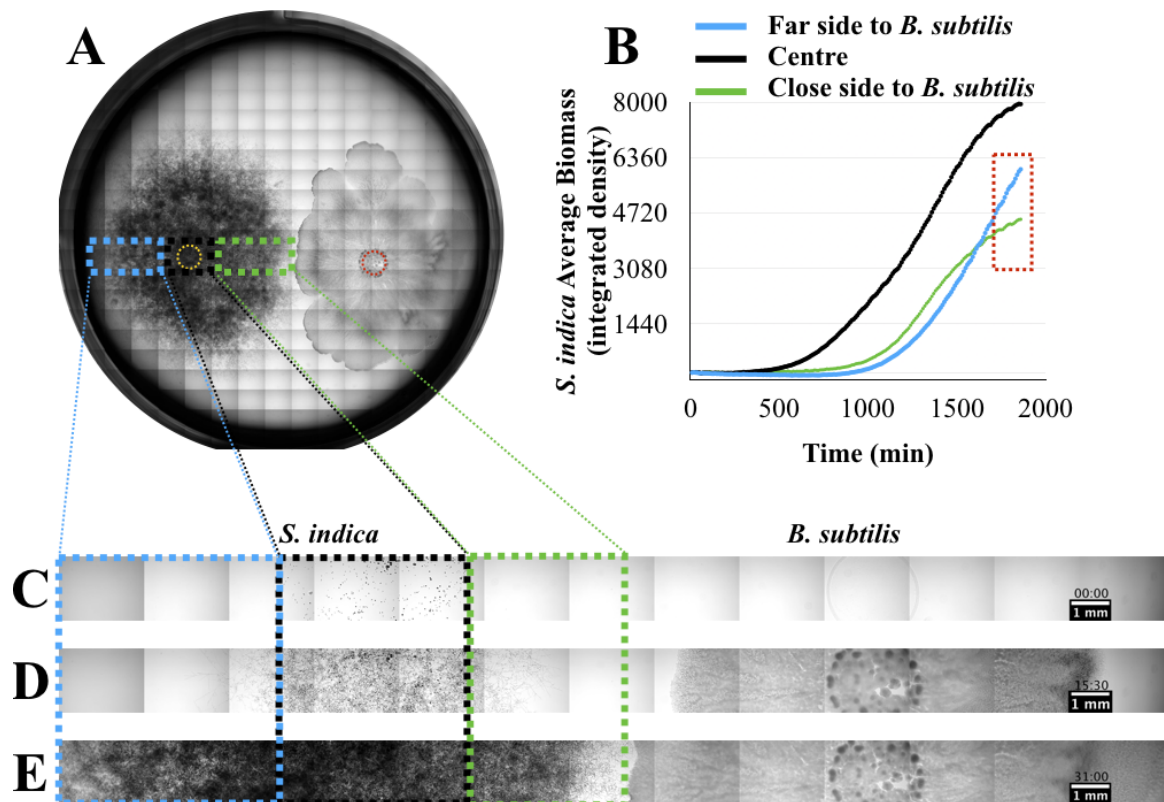 A
B
Far side to B. subtilis
Centre
Close side to B. subtilis
S. indica Average Biomass
(integrated density)
8000
6360
4720
3080
1440
0
500
1000
1500
2000
Time (min)
S. indica
B. subtilis
C
00:00
1 mm
D
15:30
1 mm
E
31:00
1 mm